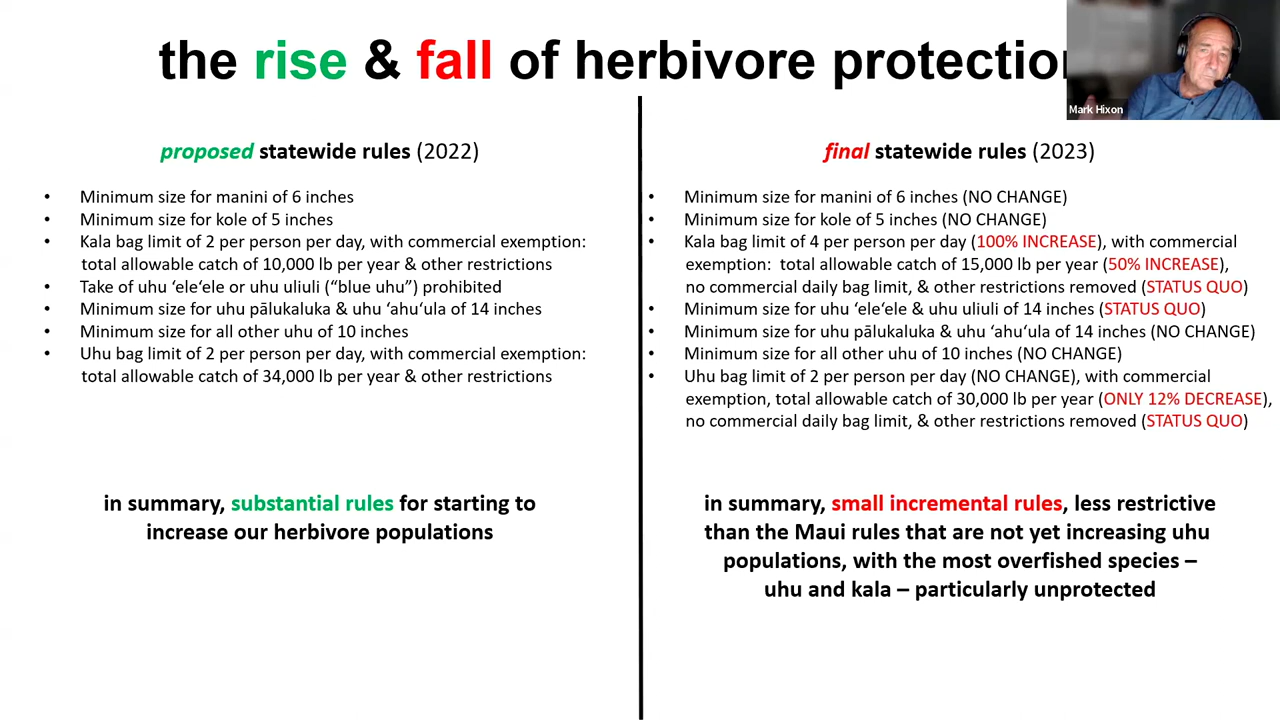 the rise & fall of herbivore protection
Mark Hixon
proposed statewide rules (2022)
• Minimum size for manini of 6 inches
• Minimum size for kole of 5 inches
• Kala bag limit of 2 per person per day, with commercial exemption:
total allowable catch of 10,000 lb per year & other restrictions
• Take of uhu ‘ele‘ele or uhu uliuli (“blue uhu”) prohibited
• Minimum size for uhu pālukaluka & uhu ‘ahu‘ula of 14 inches
• Minimum size for all other uhu of 10 inches
• Uhu bag limit of 2 per person per day, with commercial exemption:
total allowable catch of 34,000 lb per year & other restrictions
in summary, substantial rules for starting to
increase our herbivore populations
final statewide rules (2023)
• Minimum size for manini of 6 inches (NO CHANGE)
• Minimum size for kole of 5 inches (NO CHANGE)
• Kala bag limit of 4 per person per day (100% INCREASE), with commercial
exemption: total allowable catch of 15,000 lb per year (50% INCREASE),
no commercial daily bag limit, & other restrictions removed (STATUS QUO)
• Minimum size for uhu ‘ele‘ele & uhu uliuli of 14 inches (STATUS QUO)
• Minimum size for uhu pālukaluka & uhu ‘ahu‘ula of 14 inches (NO CHANGE)
• Minimum size for all other uhu of 10 inches (NO CHANGE)
• Uhu bag limit of 2 per person per day (NO CHANGE), with commercial
exemption, total allowable catch of 30,000 lb per year (ONLY 12% DECREASE),
no commercial daily bag limit, & other restrictions removed (STATUS QUO)
in summary, small incremental rules, less restrictive
than the Maui rules that are not yet increasing uhu
populations, with the most overfished species –
uhu and kala – particularly unprotected